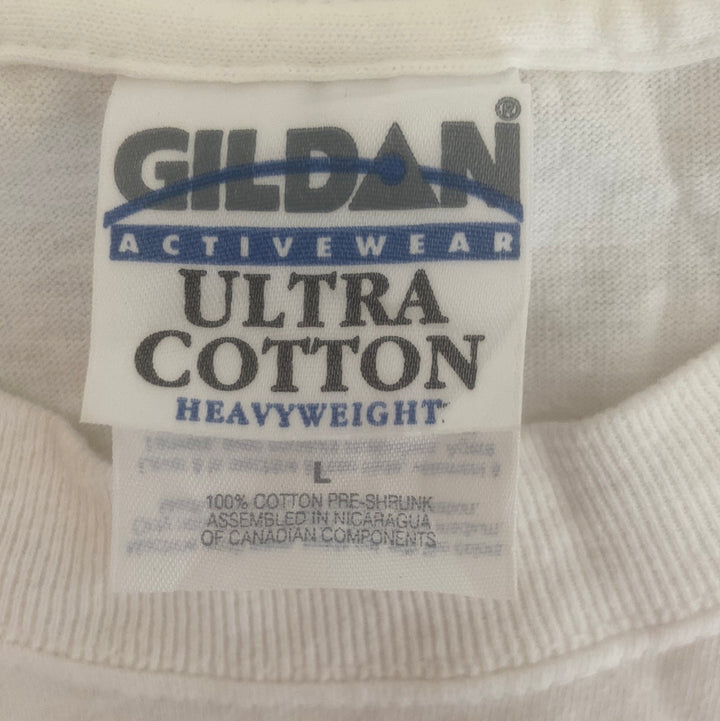 GILDAN®
ACTIVEWEAR
ULTRA
COTTON
HEAVYWEIGHT
L
100% COTTON PRE-SHRUNK
ASSEMBLED IN NICARAGUA
OF CANADIAN COMPONENTS